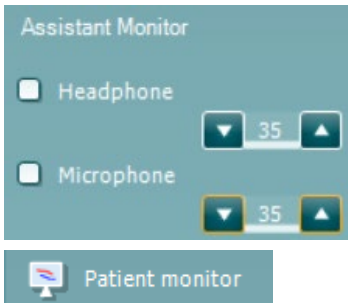 Assistant Monitor
Headphone
35
Microphone
35
Patient monitor